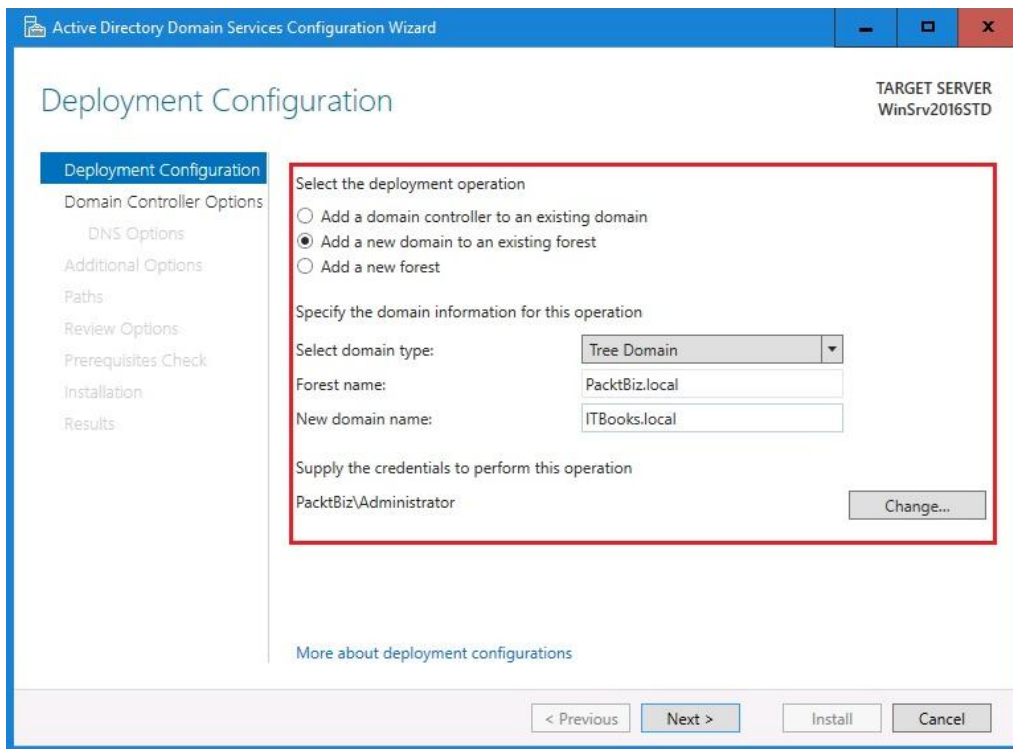 Active Directory Domain Services Configuration Wizard
Deployment Configuration
TARGET SERVER
WinSrv2016STD
Deployment Configuration
Domain Controller Options
DNS Options
Additional Options
Paths
Review Options
Prerequisites Check
Installation
Results
Select the deployment operation
Add a domain controller to an existing domain
Add a new domain to an existing forest
Add a new forest
Specify the domain information for this operation
Select domain type: Tree Domain
Forest name: PacktBiz.local
New domain name: ITBooks.local
Supply the credentials to perform this operation
PacktBiz\Administrator Change...
More about deployment configurations
< Previous Next > Install Cancel